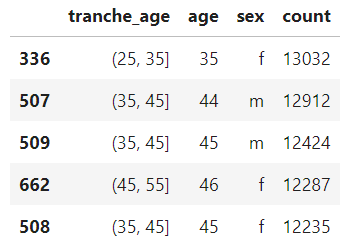 tranche_age age sex count
336 (25, 35] 35 f 13032
507 (35, 45] 44 m 12912
509 (35, 45] 45 m 12424
662 (45, 55] 46 f 12287
508 (35, 45] 45 f 12235